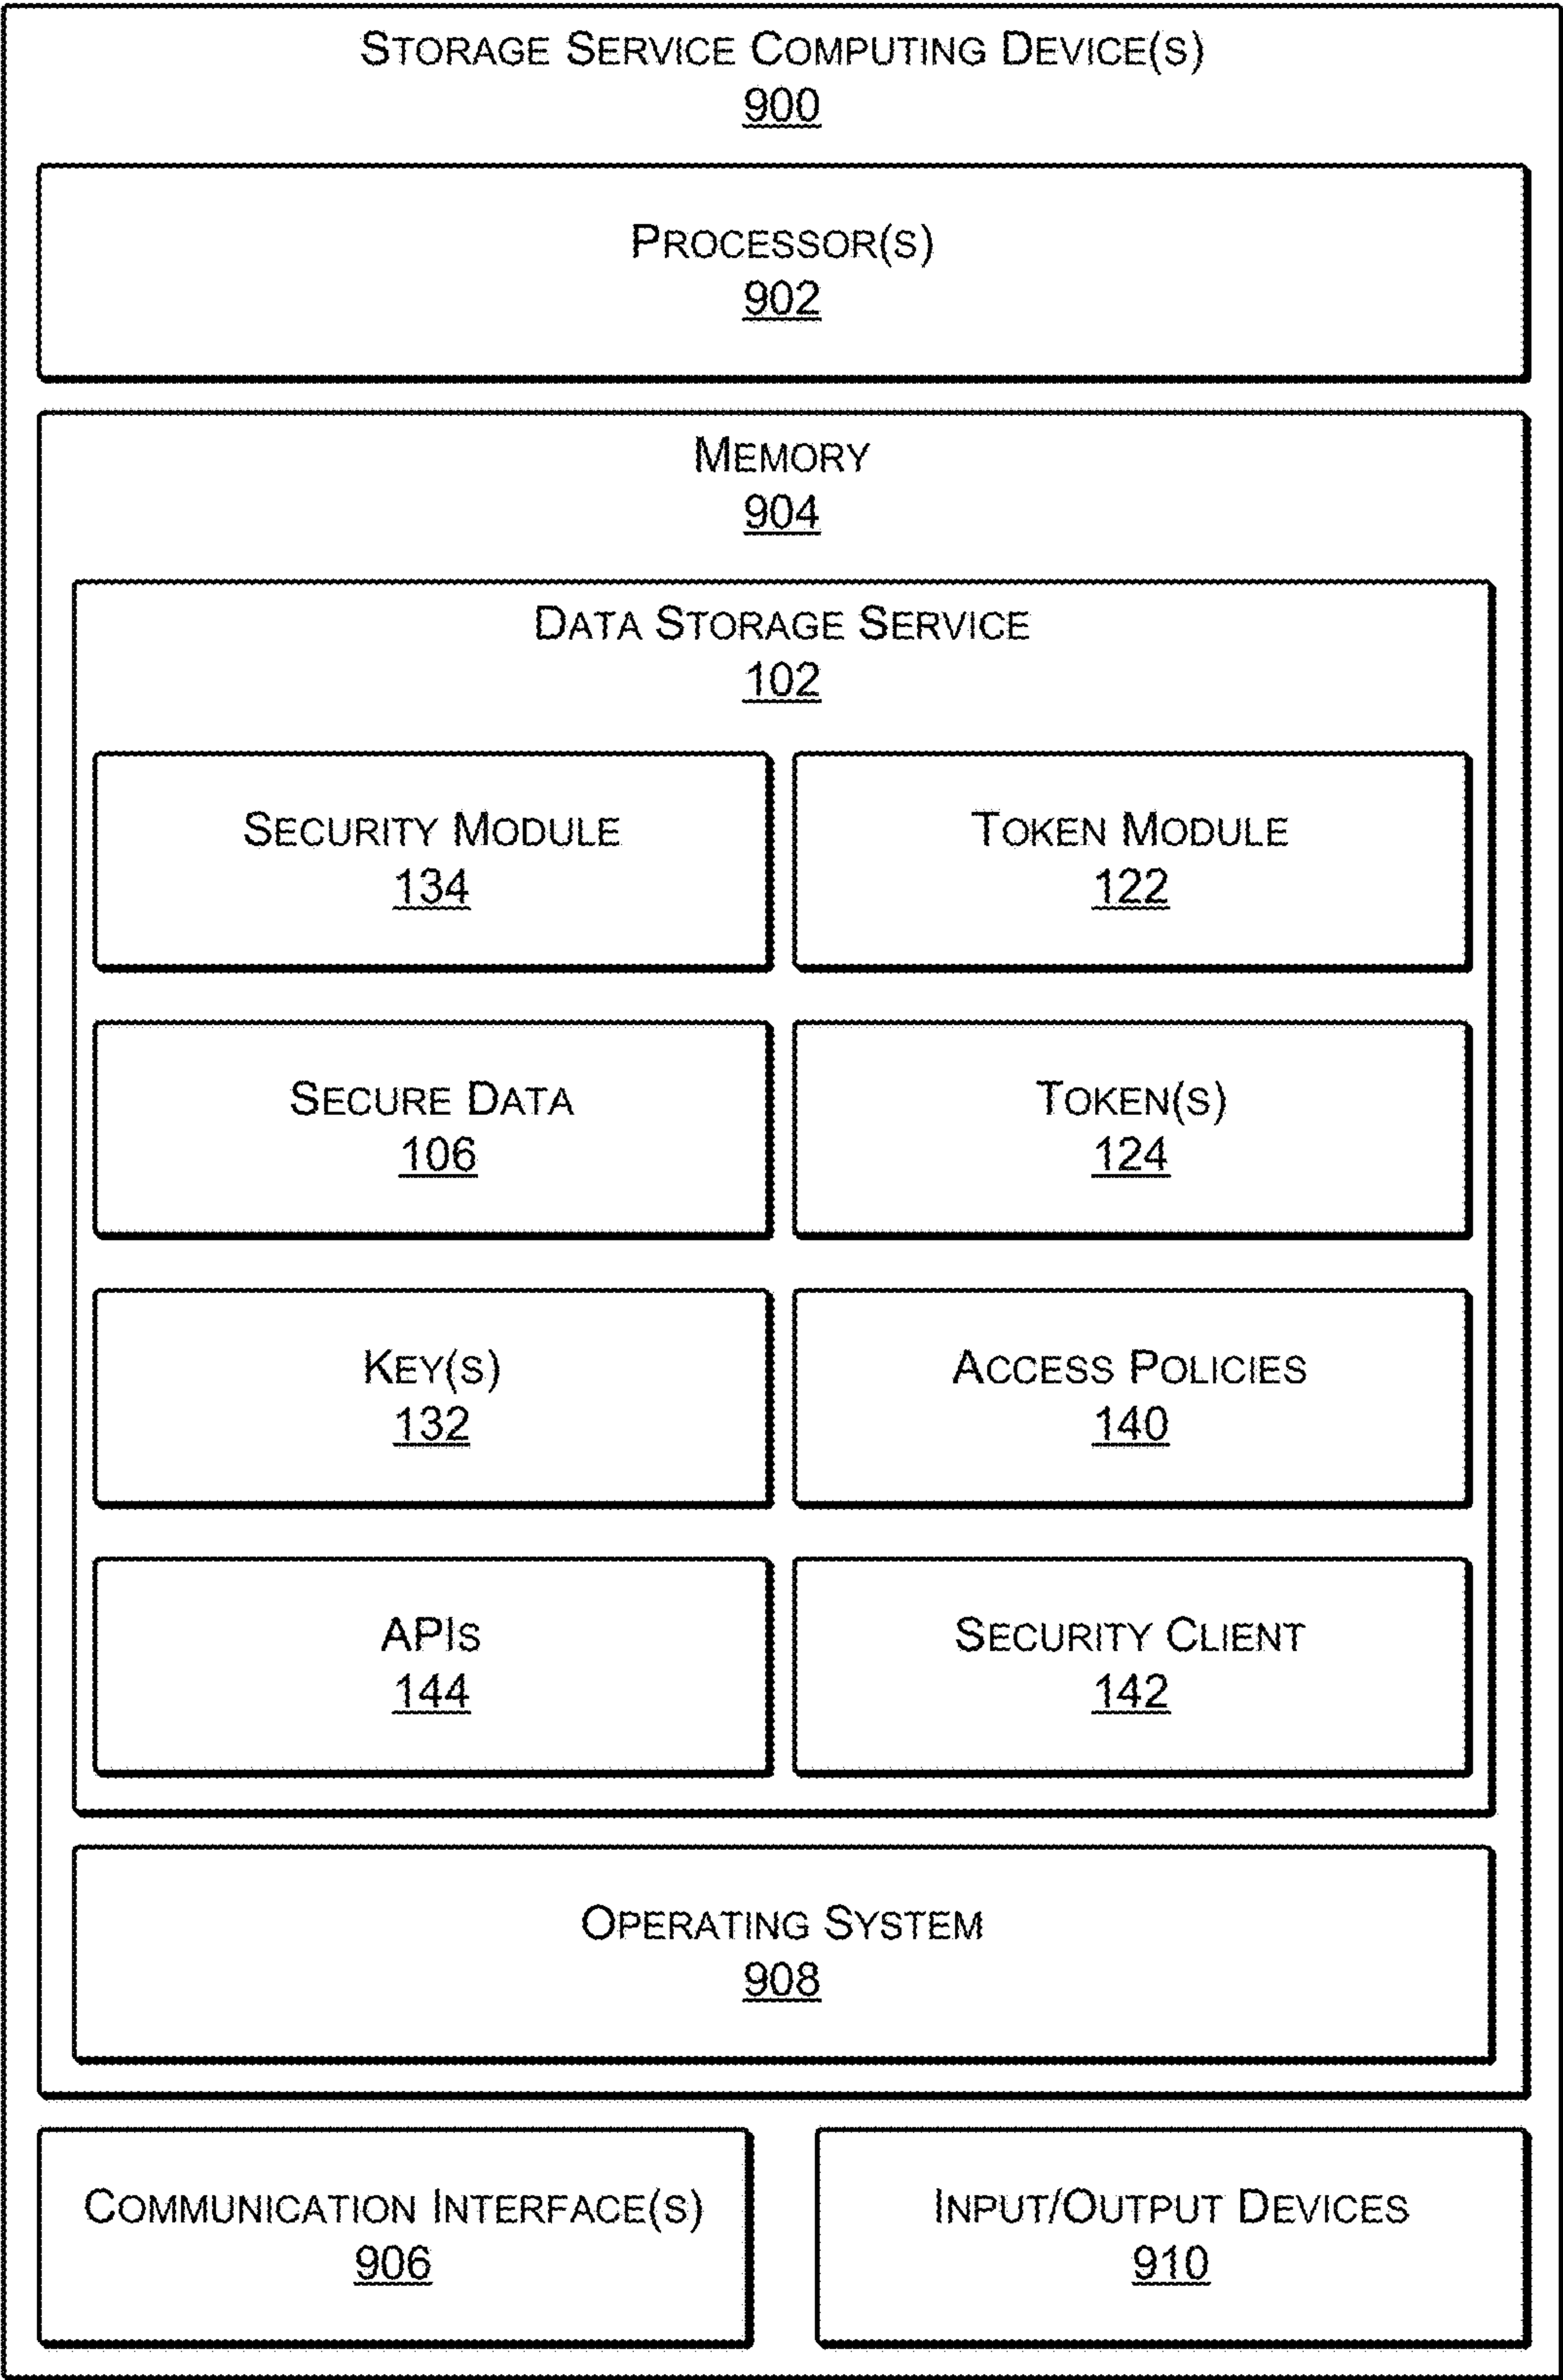 STORAGE SERVICE COMPUTING DEVICE(S)
900
PROCESSOR(S)
902
MEMORY
904
DATA STORAGE SERVICE
102
SECURITY MODULE
134
TOKEN MODULE
122
SECURE DATA
106
TOKEN(S)
124
KEY(S)
132
ACCESS POLICIES
140
APIS
144
SECURITY CLIENT
142
OPERATING SYSTEM
908
COMMUNICATION INTERFACE(S)
906
INPUT/OUTPUT DEVICES
910